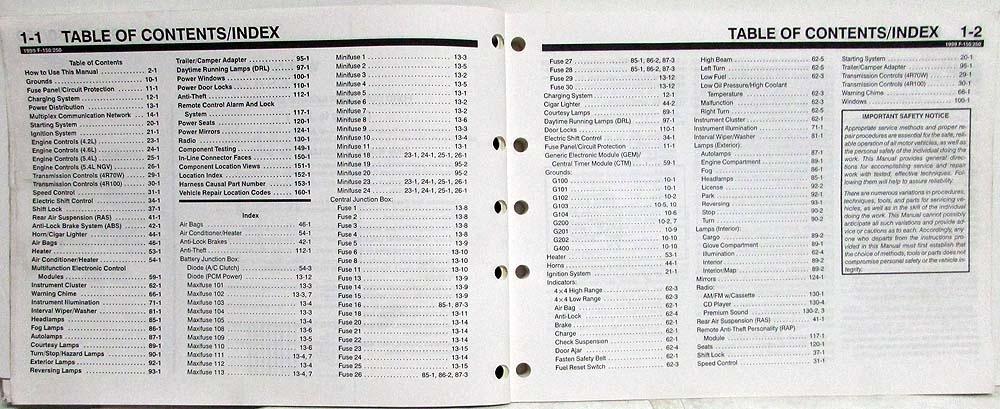 1-1 TABLE OF CONTENTS/INDEX
1999 F-150/250
Table of Contents
How to Use This Manual 2-1
Grounds 10-1
Fuse Panel/Circuit Protection 11-1
Charging System 12-1
Power Distribution 13-1
Multiplex Communication Network 14-1
Starting System 20-1
Ignition System 21-1
Engine Controls (4.2L) 23-1
Engine Controls (4.6L) 24-1
Engine Controls (5.4L) 25-1
Engine Controls (5.4L NGV) 26-1
Transmission Controls (4R70W) 29-1
Transmission Controls (4R100) 30-1
Speed Control 31-1
Electric Shift Control 34-1
Shift Lock 37-1
Rear Air Suspension (RAS) 41-1
Anti-Lock Brake System (ABS) 42-1
Horn/Cigar Lighter 44-1
Air Bags 46-1
Heater 53-1
Air Conditioner/Heater 54-1
Multifunction Electronic Control
Modules 59-1
Instrument Cluster 62-1
Warning Chime 66-1
Instrument Illumination 71-1
Interval Wiper/Washer 81-1
Headlamps 85-1
Fog Lamps 86-1
Autolamps 87-1
Courtesy Lamps 89-1
Turn/Stop/Hazard Lamps 90-1
Exterior Lamps 92-1
Reversing Lamps 93-1
Trailer/Camper Adapter 95-1
Daytime Running Lamps (DRL) 97-1
Power Windows 100-1
Power Door Locks 110-1
Anti-Theft 112-1
Remote Control Alarm And Lock
System 117-1
Power Seats 120-1
Power Mirrors 124-1
Radio 130-1
Component Testing 149-1
In-Line Connector Faces 150-1
Component Location Views 151-1
Location Index 152-1
Harness Causal Part Number 153-1
Vehicle Repair Location Codes 160-1
Index
Air Bags 46-1
Air Conditioner/Heater 54-1
Anti-Lock Brakes 42-1
Anti-Theft 112-1
Battery Junction Box:
Diode (A/C Clutch) 54-3
Diode (PCM Power) 13-12
Maxifuse 101 13-3
Maxifuse 102 13-3, 7
Maxifuse 103 13-4
Maxifuse 104 13-3
Maxifuse 105 13-4
Maxifuse 108 13-6
Maxifuse 109 13-5
Maxifuse 110 13-6
Maxifuse 111 13-4, 7
Maxifuse 112 13-4
Maxifuse 113 13-4, 7
Minifuse 1 13-3
Minifuse 2 13-5
Minifuse 3 13-2
Minifuse 4 13-2
Minifuse 5 13-3
Minifuse 6 13-2
Minifuse 7 13-2
Minifuse 8 13-6
Minifuse 9 13-3
Minifuse 10 13-4
Minifuse 11 13-1
Minifuse 18 23-1, 24-1, 25-1, 26-1
Minifuse 19 95-2
Minifuse 20 95-2
Minifuse 23 23-1, 24-1, 25-1, 26-1
Minifuse 24 23-1, 24-1, 25-1, 26-1
Central Junction Box:
Fuse 1 13-8
Fuse 2 13-8
Fuse 3 13-8
Fuse 4 13-8
Fuse 5 13-9
Fuse 6 13-10
Fuse 8 13-10
Fuse 11 13-10
Fuse 13 13-9
Fuse 14 13-9
Fuse 15 13-9
Fuse 16 85-1, 87-3
Fuse 18 13-11
Fuse 20 13-14
Fuse 21 13-14
Fuse 22 13-14
Fuse 23 13-14
Fuse 24 13-15
Fuse 25 13-15
Fuse 26 85-1, 86-2, 87-3
TABLE OF CONTENTS/INDEX 1-2
1999 F-150/250
Fuse 27 85-1, 86-2, 87-3
Fuse 28 85-1, 86-2, 87-3
Fuse 29 13-12
Fuse 30 13-12
Charging System 12-1
Cigar Lighter 44-2
Courtesy Lamps 89-1
Daytime Running Lamps (DRL) 97-1
Door Locks 110-1
Electric Shift Control 34-1
Fuse Panel/Circuit Protection 11-1
Generic Electronic Module (GEM)/
Central Timer Module (CTM) 59-1
Grounds:
G100 10-1
G101 10-1
G102 10-2
G103 10-5, 10
G104 10-6
G200 10-2, 7
G201 10-9
G202 10-10
G400 10-10
Heater 53-1
Horns 44-1
Ignition System 21-1
Indicators:
4×4 High Range 62-3
4×4 Low Range 62-3
Air Bag 62-1
Anti-Lock 62-4
Brake 62-1
Charge 62-1
Check Suspension 62-1
Door Ajar 62-4
Fasten Safety Belt 62-1
Fuel Reset Switch 62-3
High Beam 62-5
Left Turn 62-5
Low Fuel 62-3
Low Oil Pressure/High Coolant
Temperature 62-3
Malfunction 62-3
Right Turn 62-5
Instrument Cluster 62-1
Instrument Illumination 71-1
Interval Wiper/Washer 81-1
Lamps (Exterior):
Autolamps 87-1
Engine Compartment 89-1
Fog 86-1
Headlamps 85-1
License 92-2
Park 92-1
Reversing 93-1
Stop 90-2
Turn 90-2
Lamps (Interior):
Cargo 89-2
Glove Compartment 89-1
Illumination 62-4
Interior 89-2
Interior/Map 89-2
Mirrors 124-1
Radio:
AM/FM w/Cassette 130-1
CD Player 130-4
Premium Sound 130-2, 3
Rear Air Suspension (RAS) 41-1
Remote Anti-Theft Personality (RAP)
Module 117-1
Seats 120-1
Shift Lock 37-1
Speed Control 31-1
Starting System 20-1
Trailer/Camper Adapter 95-1
Transmission Controls (4R70W) 29-1
Transmission Controls (4R100) 30-1
Warning Chime 66-1
Windows 100-1
IMPORTANT SAFETY NOTICE
Appropriate service methods and proper re-
pair procedures are essential for the safe, reli-
able operation of all motor vehicles, as well as
the personal safety of the individual doing the
work. This Manual provides general direc-
tions for accomplishing service and repair
work with tested, effective techniques. Fol-
lowing them will help to assure reliability.
There are numerous variations in procedures,
techniques, tools, and parts for servicing vehi-
cles, as well as in the skill of the individual
doing the work. This Manual cannot possibly
anticipate all such variations and provide ad-
vice or cautions as to each. Accordingly, any-
one who departs from the instructions pro-
vided in this Manual must first establish that
the choice of methods, tools or parts does not
compromise personal safety or the vehicle in-
tegrity.